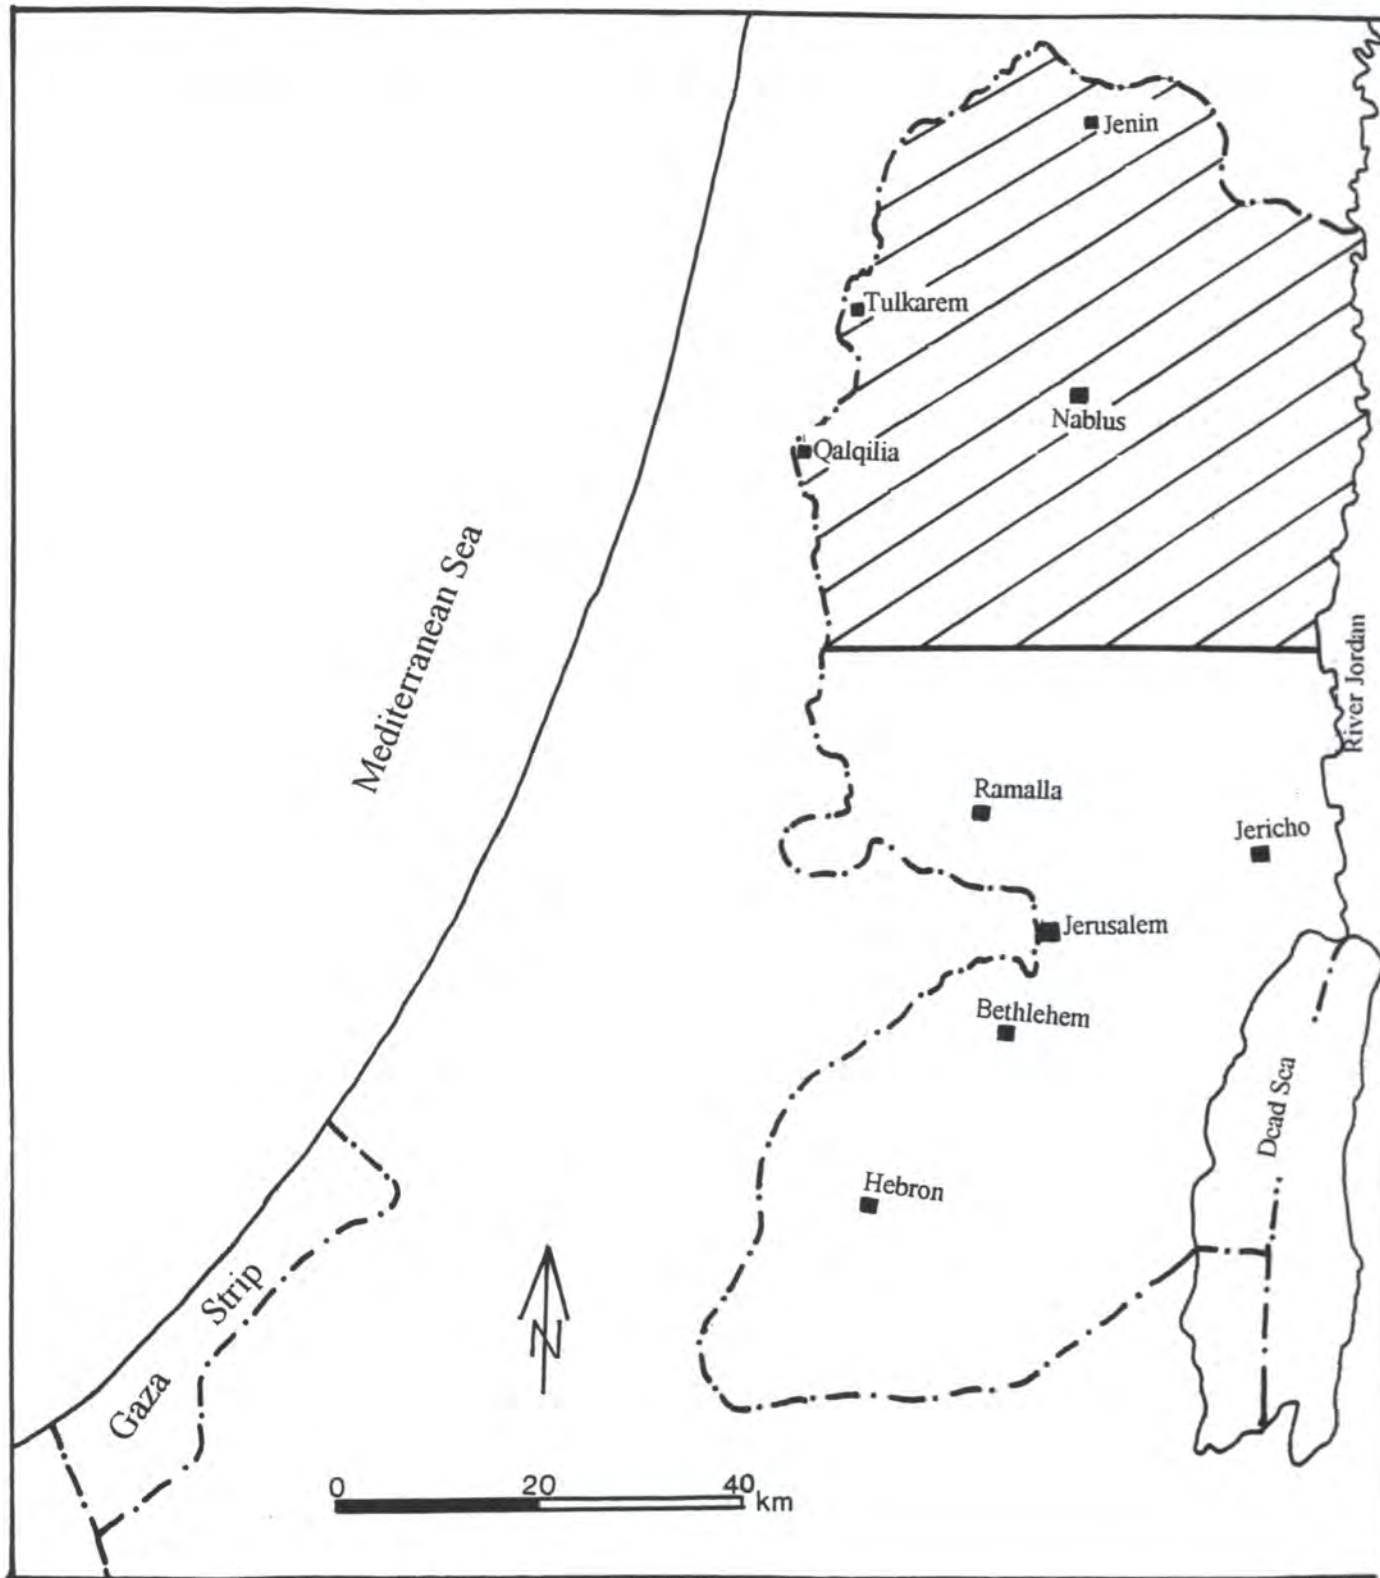 Jenin
Tulkarem
Nablus
Qalqilia
Mediterranean Sea
River Jordan
Ramalla
Jericho
Jerusalem
Bethlehem
Dead Sea
Hebron
Gaza Strip
N
0 20 40 km